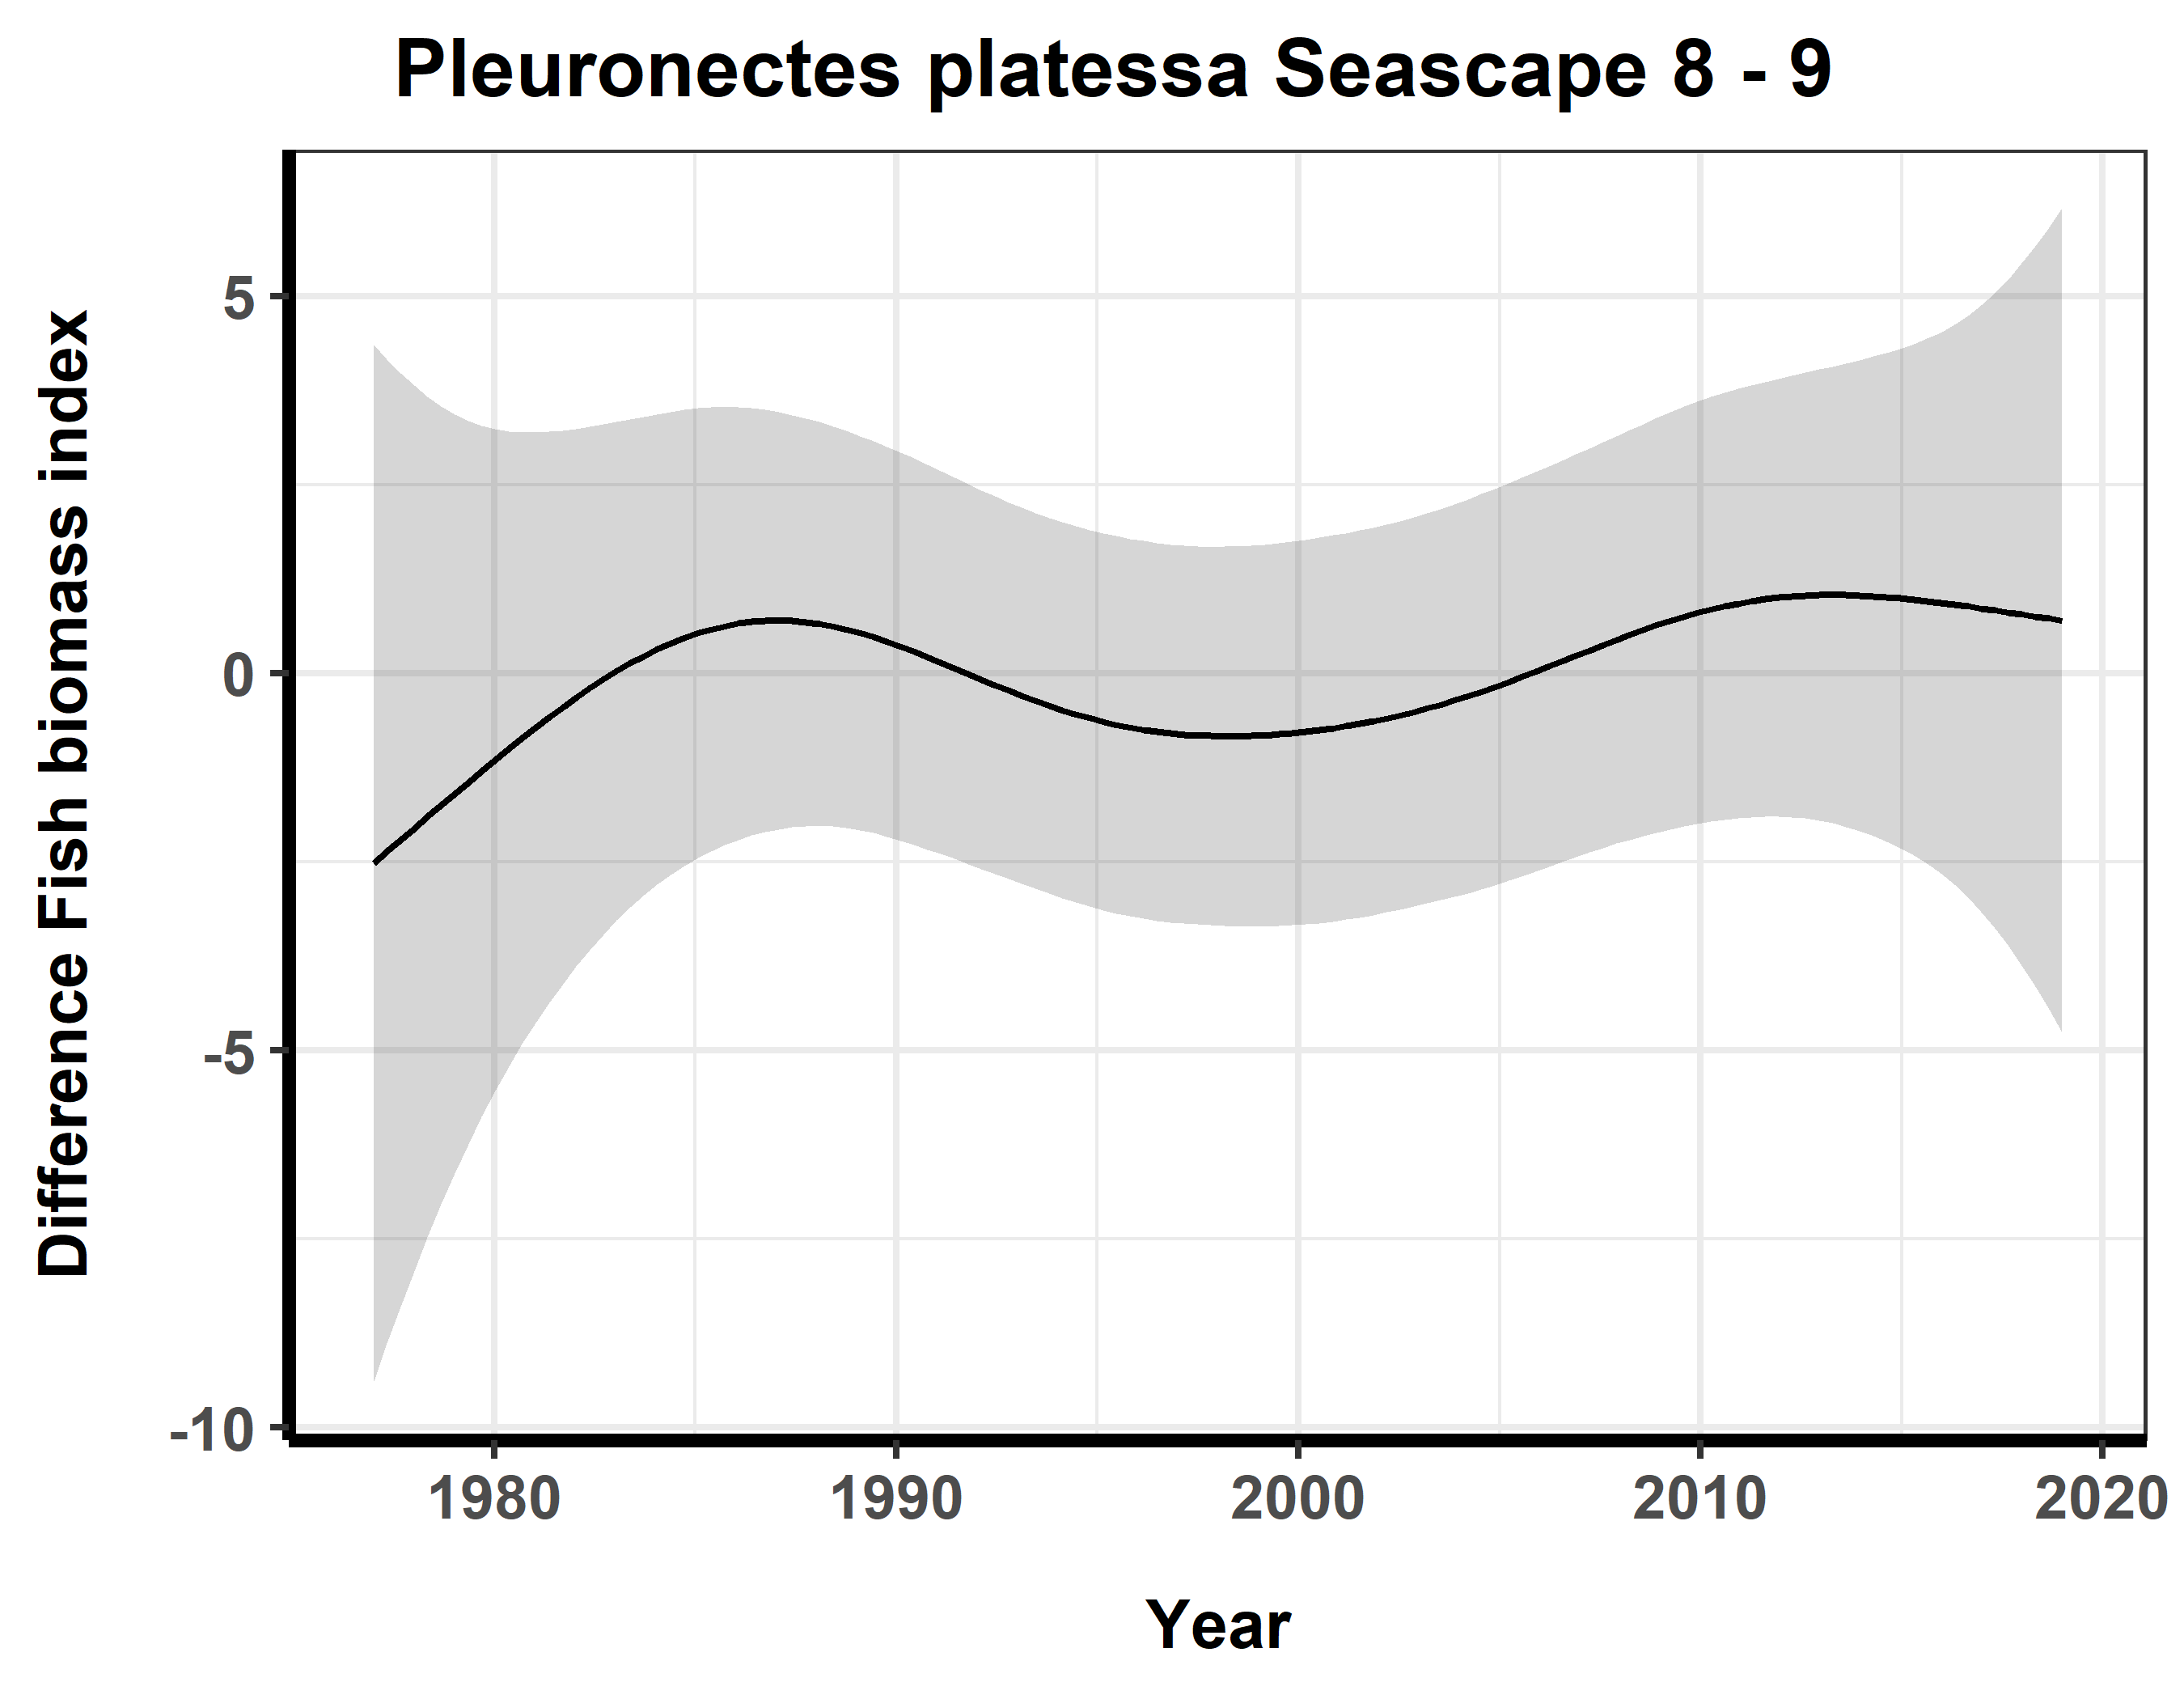 Pleuronectes platessa Seascape 8 - 9
Difference Fish biomass index
5
0
-5
-10
1980 1990 2000 2010 2020
Year